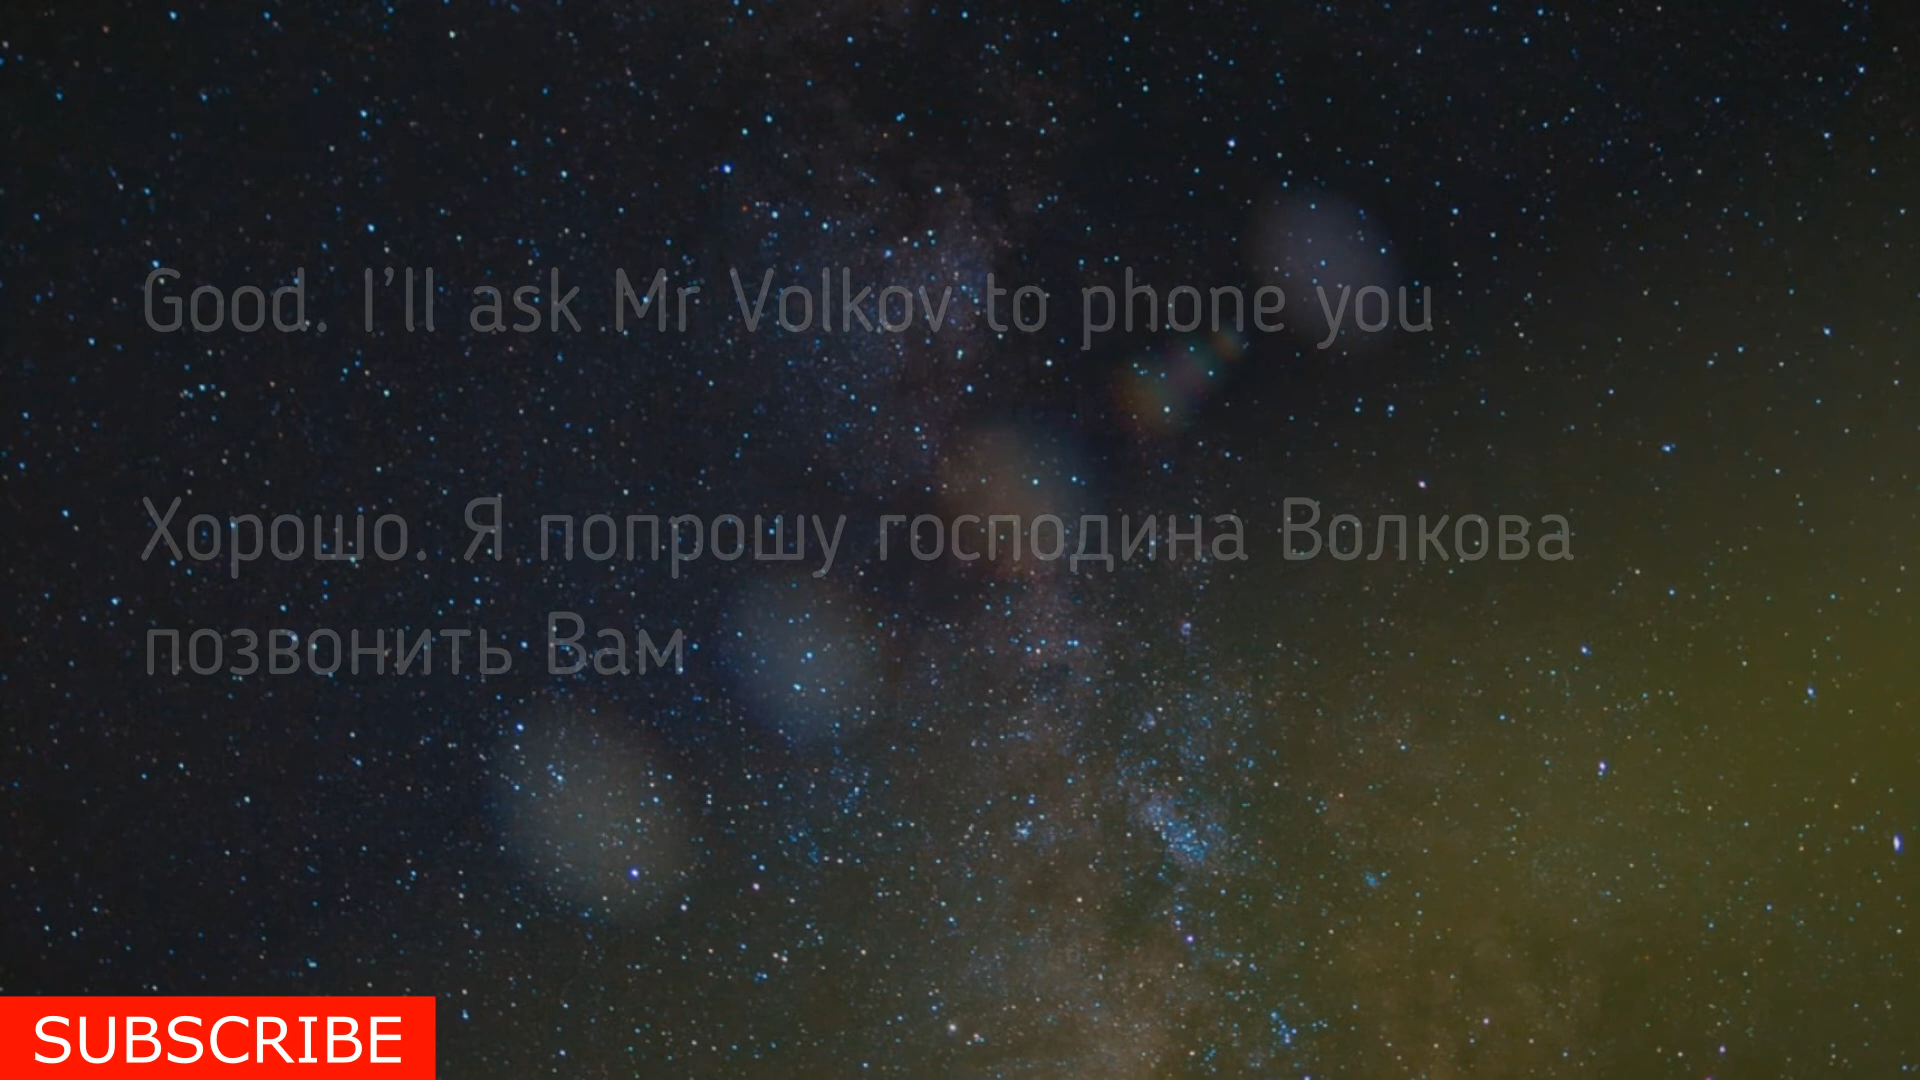 Good. I’ll ask Mr Volkov to phone you
Хорошо. Я попрошу господина Волкова
позвонить Вам
SUBSCRIBE